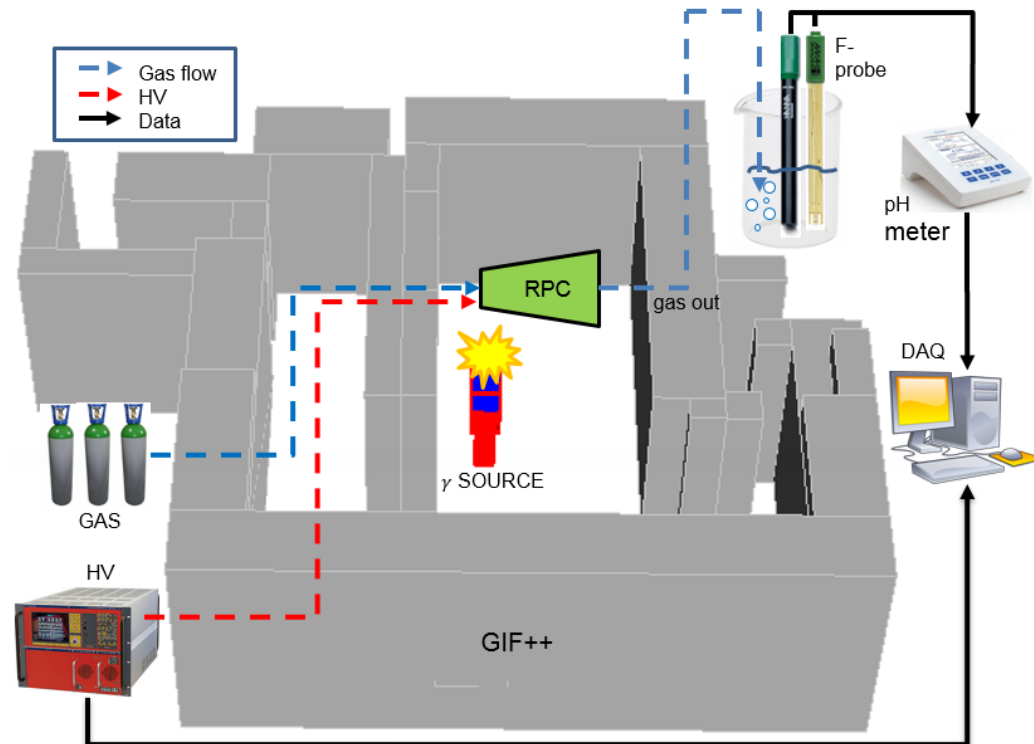 Gas flow
HV
Data
F-
probe
pH
meter
RPC
gas out
DAQ
γ SOURCE
GAS
HV
GIF++